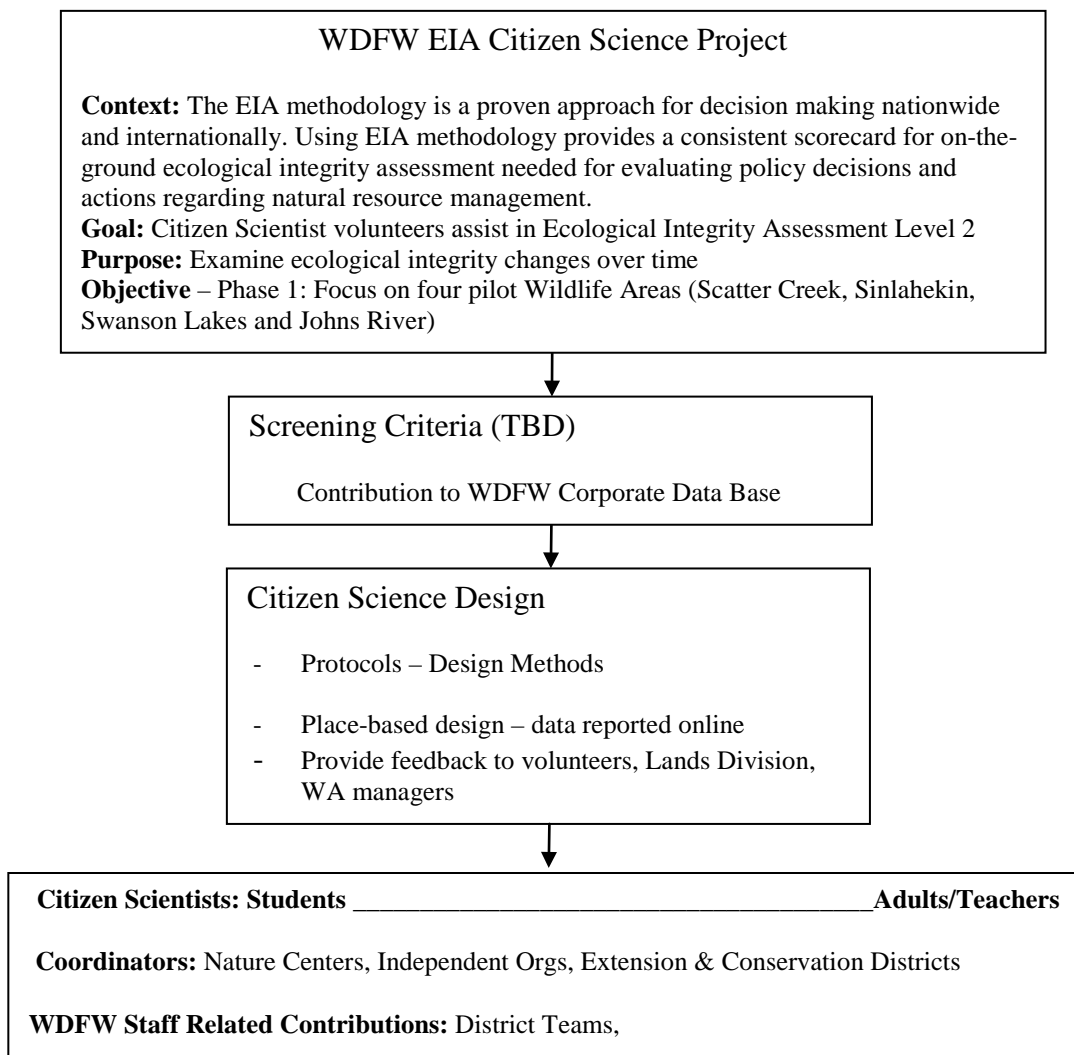 WDFW EIA Citizen Science Project
Context: The EIA methodology is a proven approach for decision making nationwide
and internationally. Using EIA methodology provides a consistent scorecard for on-the-
ground ecological integrity assessment needed for evaluating policy decisions and
actions regarding natural resource management.
Goal: Citizen Scientist volunteers assist in Ecological Integrity Assessment Level 2
Purpose: Examine ecological integrity changes over time
Objective – Phase 1: Focus on four pilot Wildlife Areas (Scatter Creek, Sinlahekin,
Swanson Lakes and Johns River)
Screening Criteria (TBD)
Contribution to WDFW Corporate Data Base
Citizen Science Design
- Protocols – Design Methods
- Place-based design – data reported online
- Provide feedback to volunteers, Lands Division,
WA managers
Citizen Scientists: Students _______________________________________Adults/Teachers
Coordinators: Nature Centers, Independent Orgs, Extension & Conservation Districts
WDFW Staff Related Contributions: District Teams,